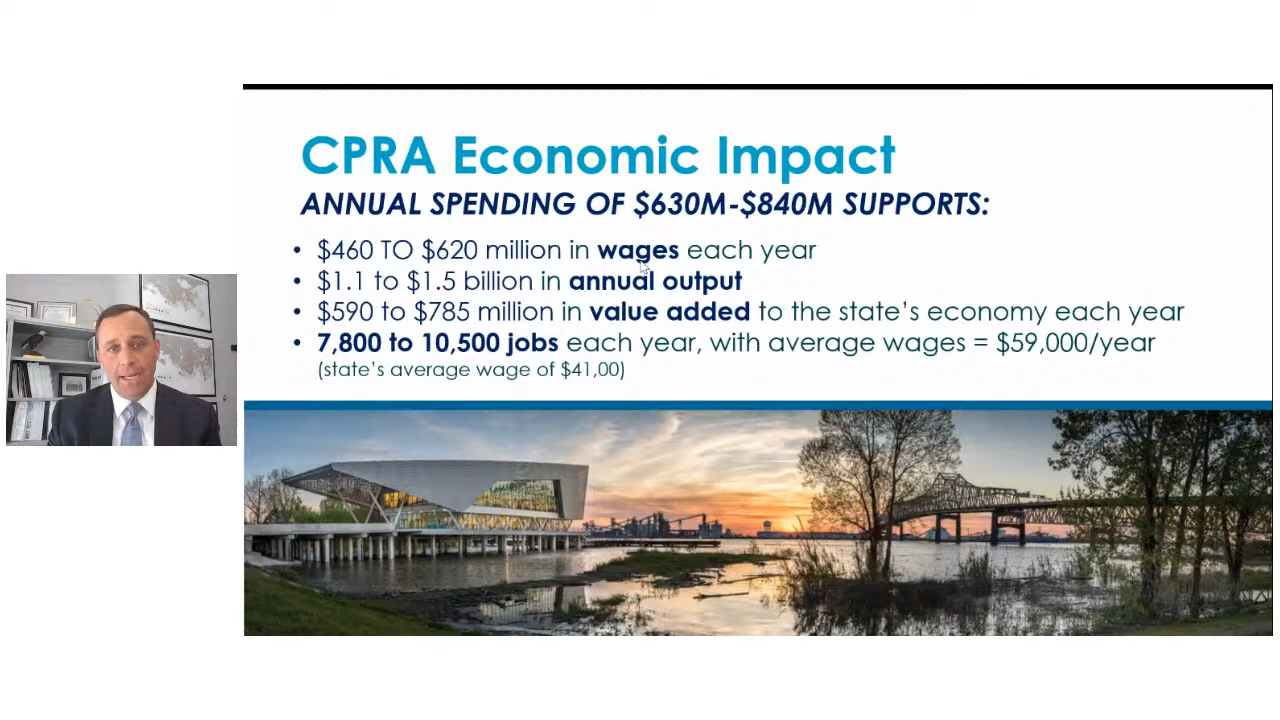 CPRA Economic Impact
ANNUAL SPENDING OF $630M-$840M SUPPORTS:
• $460 TO $620 million in wages each year
• $1.1 to $1.5 billion in annual output
• $590 to $785 million in value added to the state's economy each year
• 7,800 to 10,500 jobs each year, with average wages = $59,000/year
(state's average wage of $41,00)